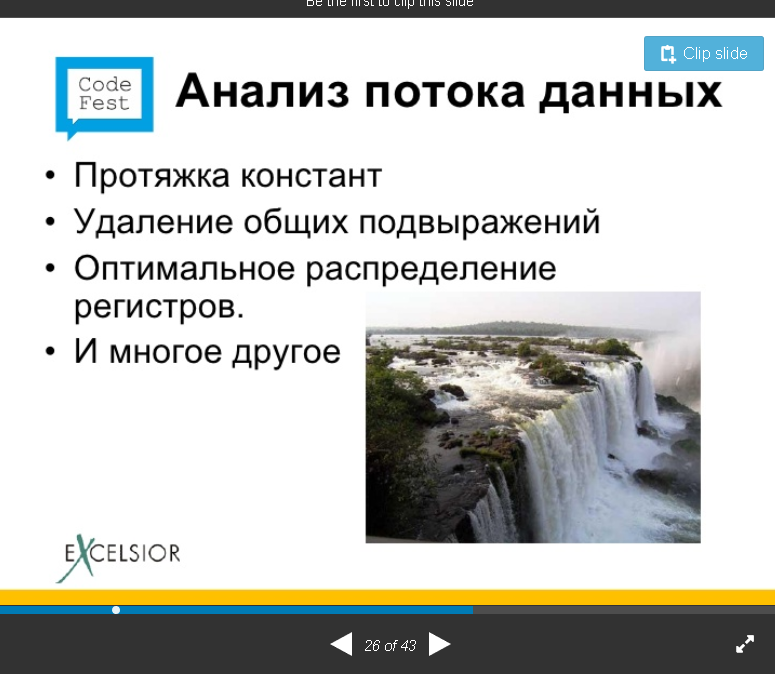 Be the first to clip this slide
Clip slide
Code
Fest
Анализ потока данных
• Протяжка констант
• Удаление общих подвыражений
• Оптимальное распределение
регистров.
• И многое другое
EXCELSIOR
26 of 43